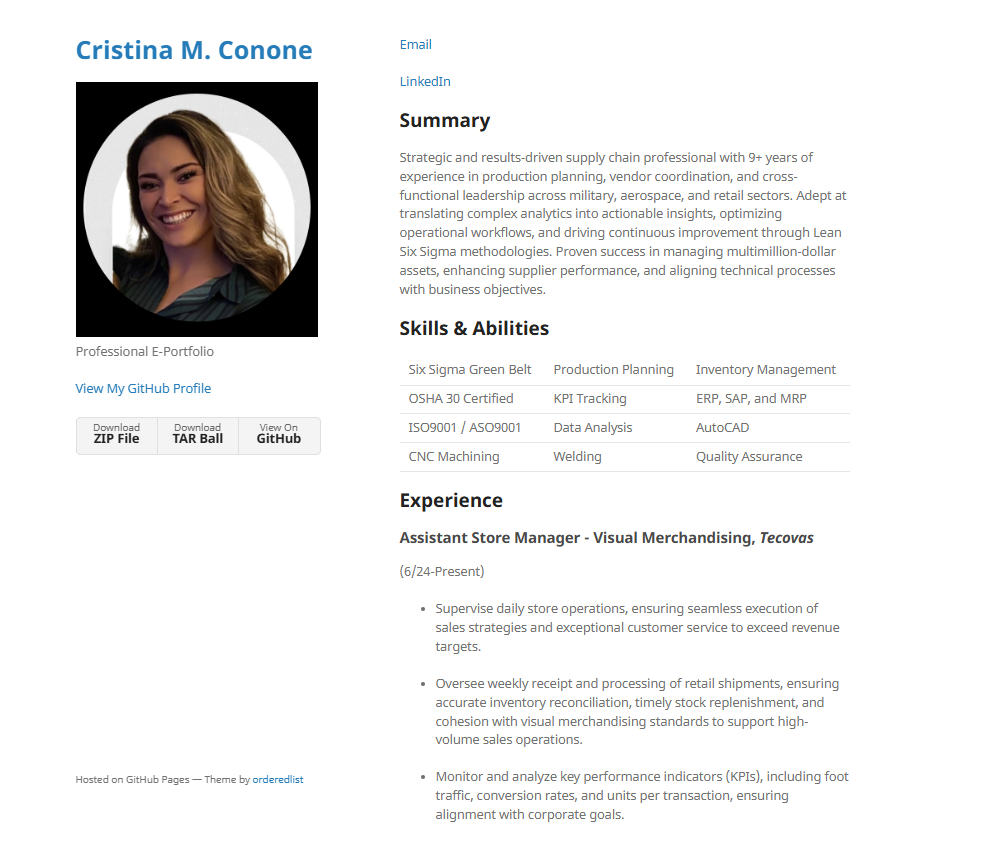 Cristina M. Conone
Professional E-Portfolio
View My GitHub Profile
Download ZIP File
Download TAR Ball
View On GitHub
Hosted on GitHub Pages — Theme by orderedlist
Email
LinkedIn
Summary
Strategic and results-driven supply chain professional with 9+ years of
experience in production planning, vendor coordination, and cross-
functional leadership across military, aerospace, and retail sectors. Adept at
translating complex analytics into actionable insights, optimizing
operational workflows, and driving continuous improvement through Lean
Six Sigma methodologies. Proven success in managing multimillion-dollar
assets, enhancing supplier performance, and aligning technical processes
with business objectives.
Skills & Abilities
Six Sigma Green Belt Production Planning Inventory Management
OSHA 30 Certified KPI Tracking ERP, SAP, and MRP
ISO9001 / ASO9001 Data Analysis AutoCAD
CNC Machining Welding Quality Assurance
Experience
Assistant Store Manager - Visual Merchandising, Tecovas
(6/24-Present)
• Supervise daily store operations, ensuring seamless execution of
sales strategies and exceptional customer service to exceed revenue
targets.
• Oversee weekly receipt and processing of retail shipments, ensuring
accurate inventory reconciliation, timely stock replenishment, and
cohesion with visual merchandising standards to support high-
volume sales operations.
• Monitor and analyze key performance indicators (KPIs), including foot
traffic, conversion rates, and units per transaction, ensuring
alignment with corporate goals.